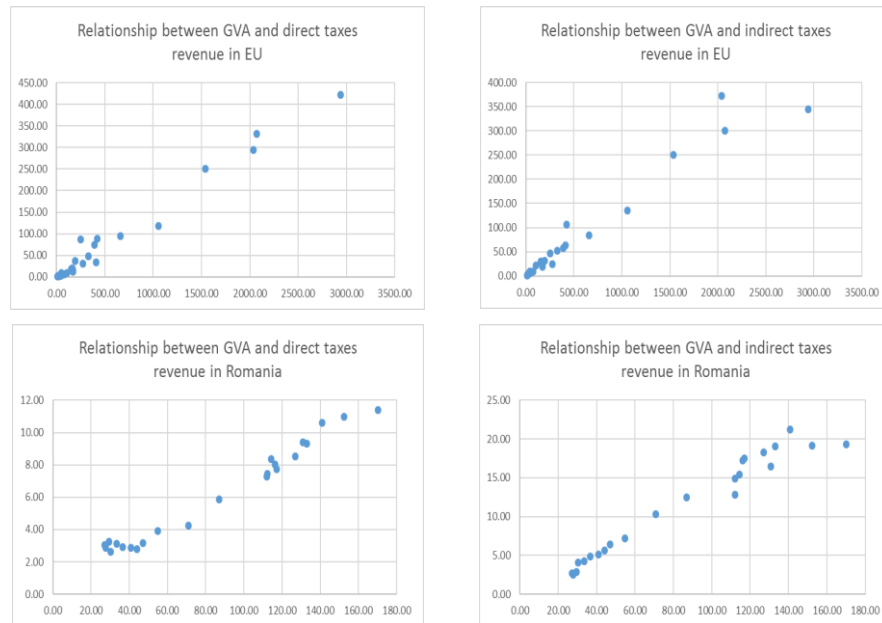 Relationship between GVA and direct taxes
revenue in EU
450.00
400.00
350.00
300.00
250.00
200.00
150.00
100.00
50.00
0.00
0.00 500.00 1000.00 1500.00 2000.00 2500.00 3000.00 3500.00
Relationship between GVA and indirect taxes
revenue in EU
400.00
350.00
300.00
250.00
200.00
150.00
100.00
50.00
0.00
0.00 500.00 1000.00 1500.00 2000.00 2500.00 3000.00 3500.00
Relationship between GVA and direct taxes
revenue in Romania
12.00
10.00
8.00
6.00
4.00
2.00
0.00
0.00 20.00 40.00 60.00 80.00 100.00 120.00 140.00 160.00 180.00
Relationship between GVA and indirect taxes
revenue in Romania
25.00
20.00
15.00
10.00
5.00
0.00
0.00 20.00 40.00 60.00 80.00 100.00 120.00 140.00 160.00 180.00